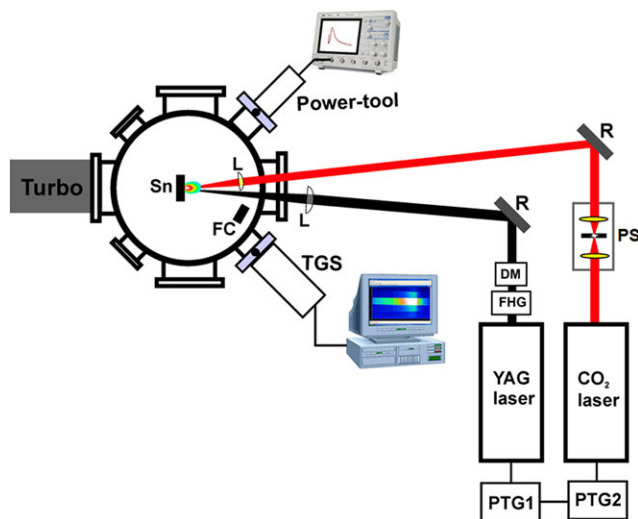 Power-tool
R
Turbo
Sn
L
PS
R
FC
L
TGS
DM
FHG
YAG
laser
CO₂
laser
PTG1
PTG2